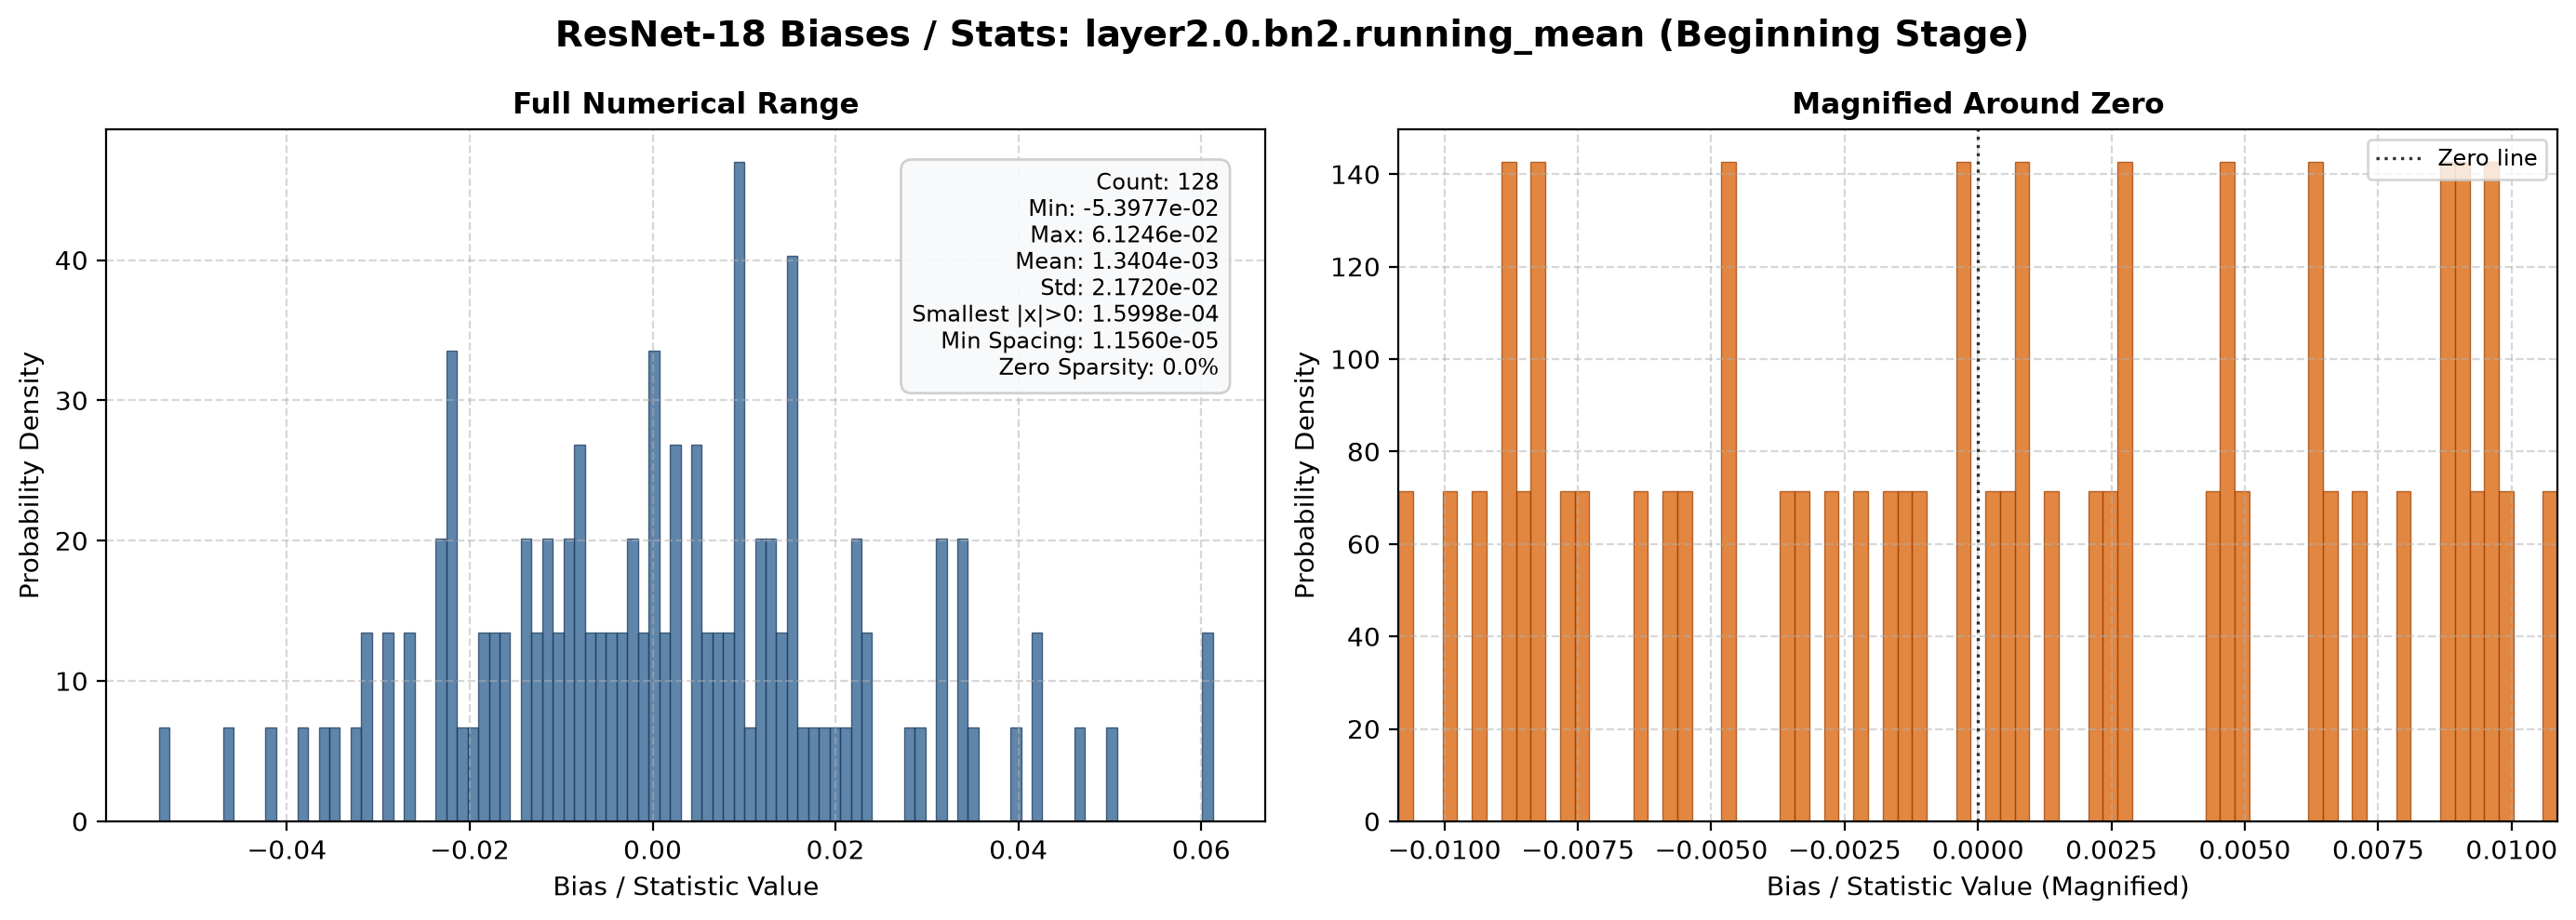 ResNet-18 Biases / Stats: layer2.0.bn2.running_mean (Beginning Stage)
Full Numerical Range
Count: 128
Min: -5.3977e-02
Max: 6.1246e-02
Mean: 1.3404e-03
Std: 2.1720e-02
Smallest |x|>0: 1.5998e-04
Min Spacing: 1.1560e-05
Zero Sparsity: 0.0%
Probability Density
40
30
20
10
0
−0.04 −0.02 0.00 0.02 0.04 0.06
Bias / Statistic Value
Magnified Around Zero
Zero line
Probability Density
140
120
100
80
60
40
20
0
−0.0100 −0.0075 −0.0050 −0.0025 0.0000 0.0025 0.0050 0.0075 0.0100
Bias / Statistic Value (Magnified)